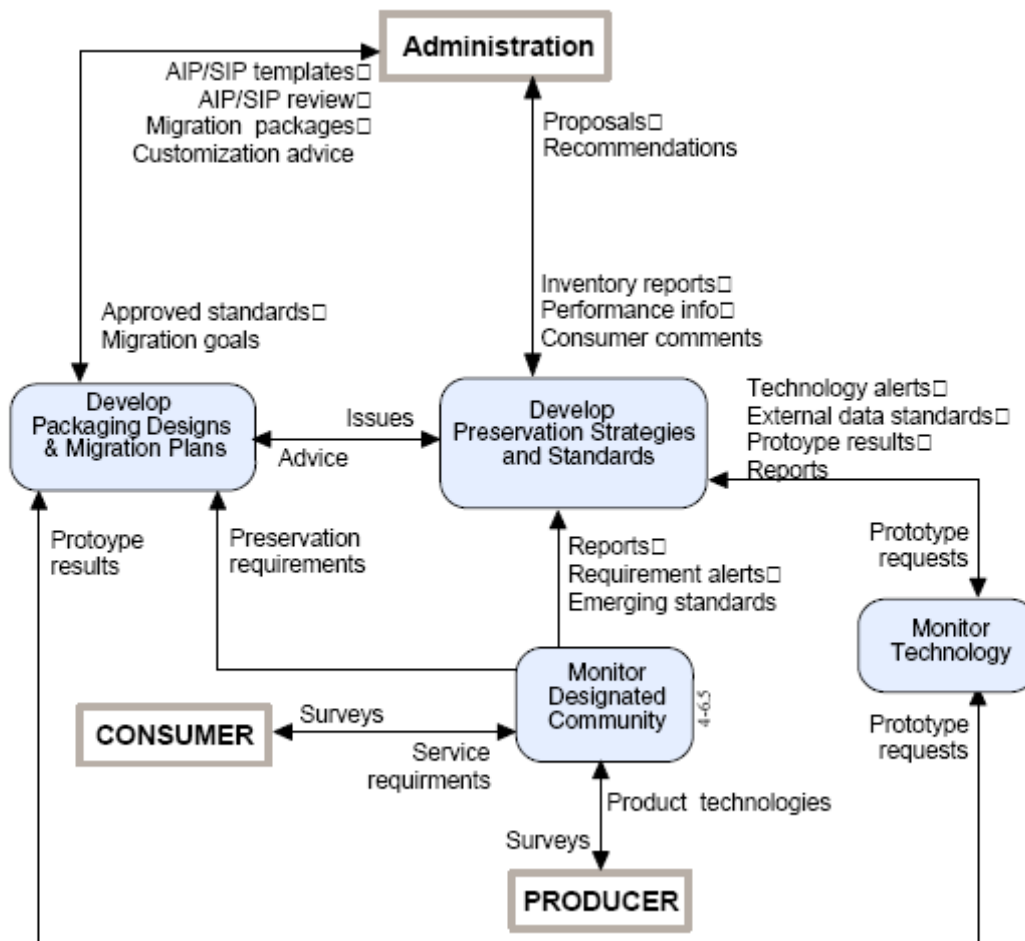 Administration
AIP/SIP templates□
AIP/SIP review□
Migration packages□
Customization advice
Proposals□
Recommendations
Approved standards□
Migration goals
Inventory reports□
Performance info□
Consumer comments
Develop
Packaging Designs
& Migration Plans
Issues
Advice
Develop
Preservation Strategies
and Standards
Technology alerts□
External data standards□
Protoype results□
Reports
Protoype
results
Preservation
requirements
Reports□
Requirement alerts□
Emerging standards
Prototype
requests
Monitor
Technology
Monitor
Designated
Community
4-6.5
CONSUMER
Surveys
Service
requirments
Prototype
requests
Product technologies
Surveys
PRODUCER